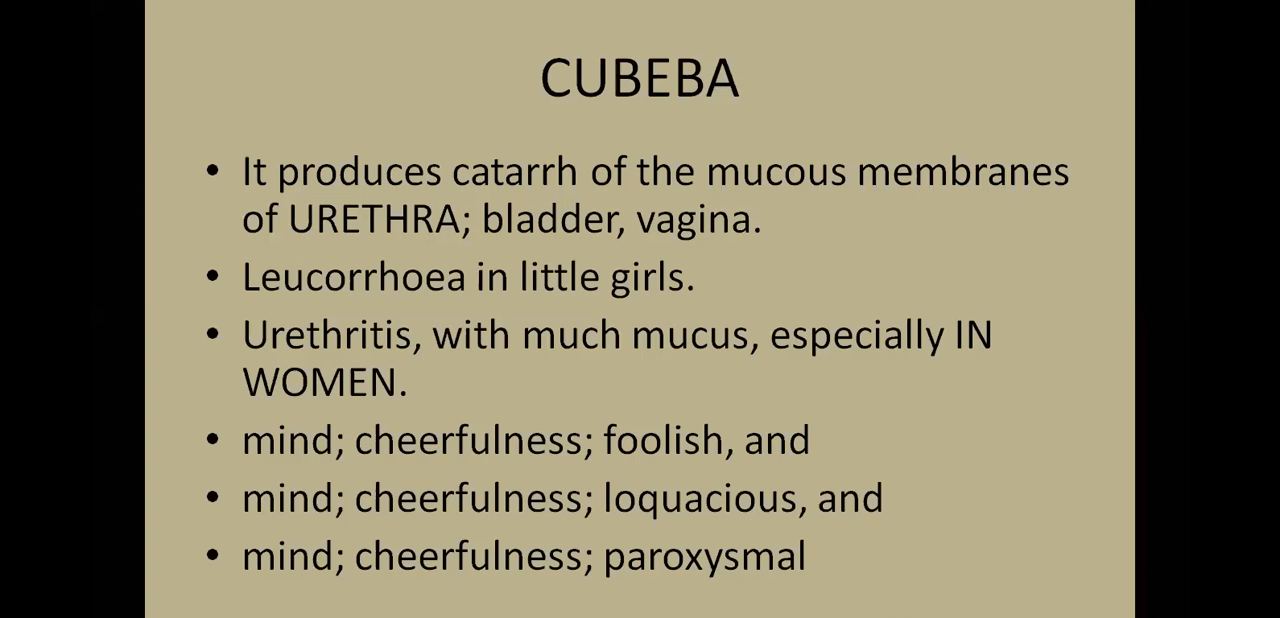 CUBEBA
• It produces catarrh of the mucous membranes
of URETHRA; bladder, vagina.
• Leucorrhoea in little girls.
• Urethritis, with much mucus, especially IN
WOMEN.
• mind; cheerfulness; foolish, and
• mind; cheerfulness; loquacious, and
• mind; cheerfulness; paroxysmal